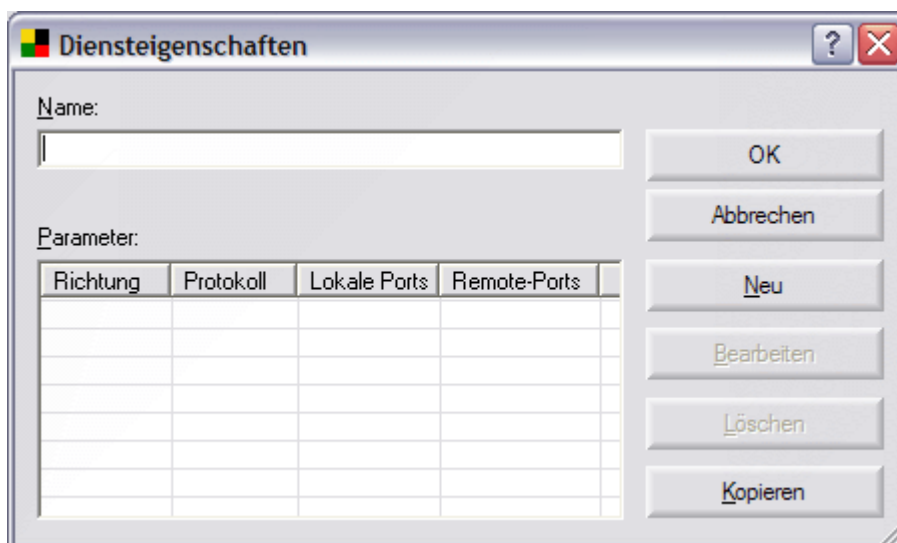 Diensteigenschaften
Name:
OK
Abbrechen
Parameter:
Richtung Protokoll Lokale Ports Remote-Ports
Neu
Bearbeiten
Löschen
Kopieren